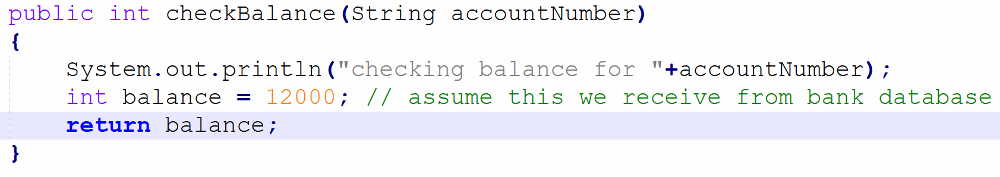 public int checkBalance(String accountNumber)
{
    System.out.println("checking balance for "+accountNumber);
    int balance = 12000; // assume this we receive from bank database
    return balance;
}